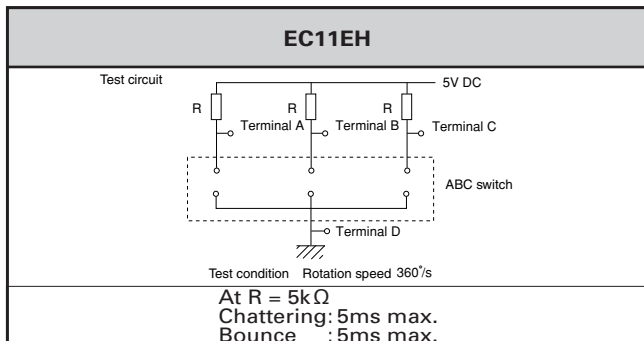 EC11EH
Test circuit
5V DC
R
R
R
Terminal A
Terminal B
Terminal C
ABC switch
Terminal D
Test condition Rotation speed 360°/s
At R = 5kΩ
Chattering: 5ms max.
Bounce : 5ms max.